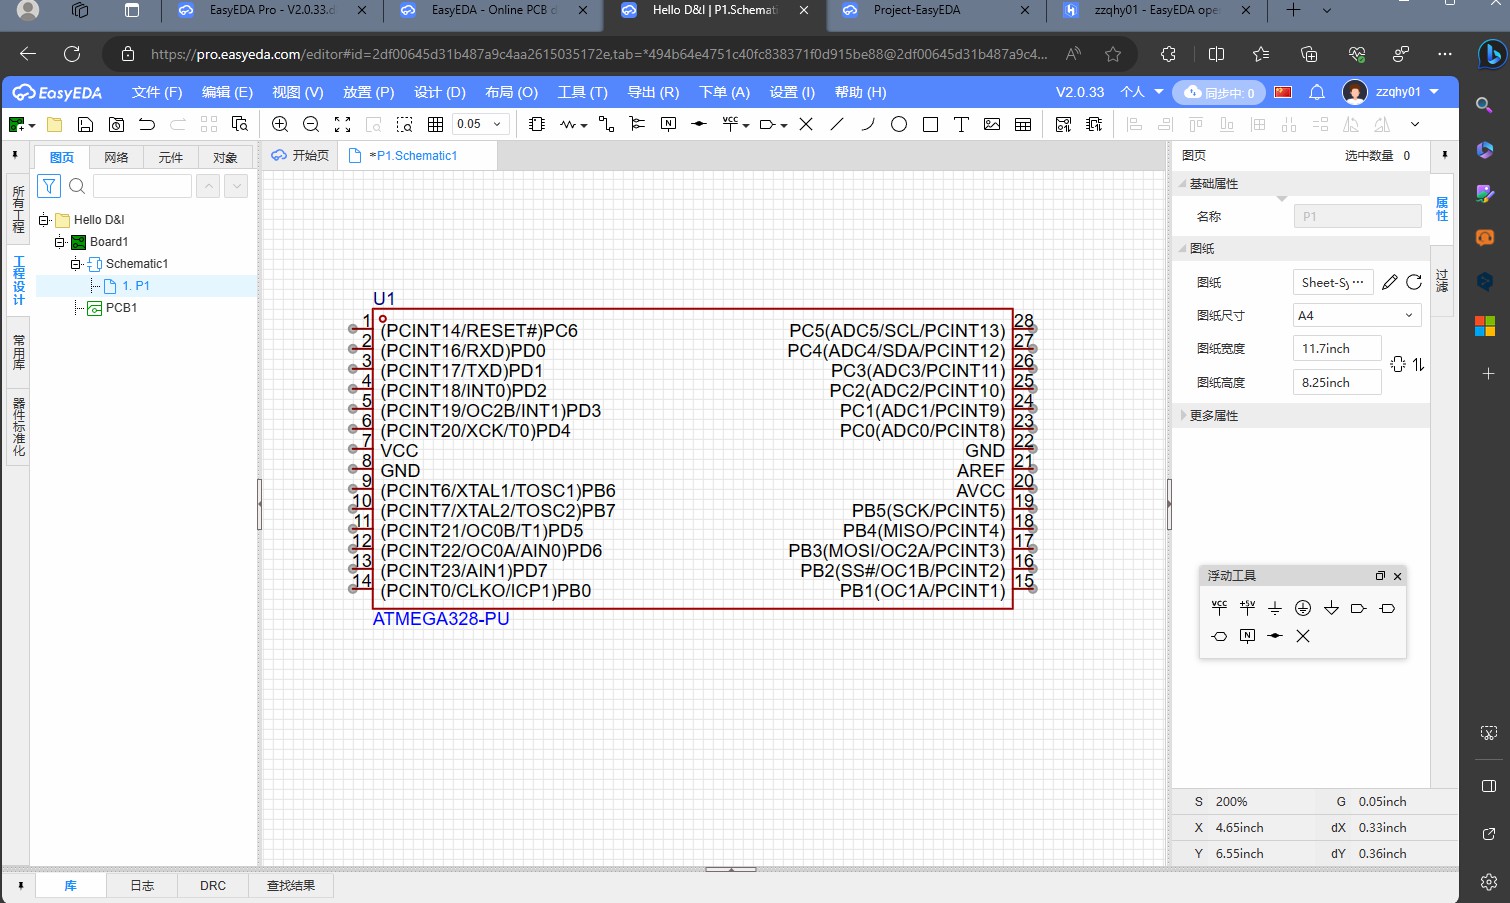 EasyEDA Pro - V2.0.33.d
EasyEDA - Online PCB d
Hello D&I | P1.Schemati
Project-EasyEDA
zzqhy01 - EasyEDA ope
https://pro.easyeda.com/editor#id=2df00645d31b487a9c4aa2615035172e,tab=*494b64e4751c40fc838371f0d915be88@2df00645d31b487a9c4...
EasyEDA 文件 (F) 编辑 (E) 视图 (V) 放置 (P) 设计 (D) 布局 (O) 工具 (T) 导出 (R) 下单 (A) 设置 (I) 帮助 (H) V2.0.33 个人 同步中: 0 zzqhy01
0.05 N VCC T
图页 网络 元件 对象
开始页 *P1.Schematic1
所有工程
工程设计
常用库
器件标准化
Hello D&I
Board1
Schematic1
1. P1
PCB1
U1
1 (PCINT14/RESET#)PC6
2 (PCINT16/RXD)PD0
3 (PCINT17/TXD)PD1
4 (PCINT18/INT0)PD2
5 (PCINT19/OC2B/INT1)PD3
6 (PCINT20/XCK/T0)PD4
7 VCC
8 GND
9 (PCINT6/XTAL1/TOSC1)PB6
10 (PCINT7/XTAL2/TOSC2)PB7
11 (PCINT21/OC0B/T1)PD5
12 (PCINT22/OC0A/AIN0)PD6
13 (PCINT23/AIN1)PD7
14 (PCINT0/CLKO/ICP1)PB0
PC5(ADC5/SCL/PCINT13) 28
PC4(ADC4/SDA/PCINT12) 27
PC3(ADC3/PCINT11) 26
PC2(ADC2/PCINT10) 25
PC1(ADC1/PCINT9) 24
PC0(ADC0/PCINT8) 23
GND 22
AREF 21
AVCC 20
PB5(SCK/PCINT5) 19
PB4(MISO/PCINT4) 18
PB3(MOSI/OC2A/PCINT3) 17
PB2(SS#/OC1B/PCINT2) 16
PB1(OC1A/PCINT1) 15
ATMEGA328-PU
图页 选中数量 0
基础属性
名称 P1
图纸
图纸 Sheet-Sy ···
图纸尺寸 A4
图纸宽度 11.7inch
图纸高度 8.25inch
更多属性
属性
过滤
浮动工具
VCC +5V
N
S 200% G 0.05inch
X 4.65inch dX 0.33inch
Y 6.55inch dY 0.36inch
库 日志 DRC 查找结果